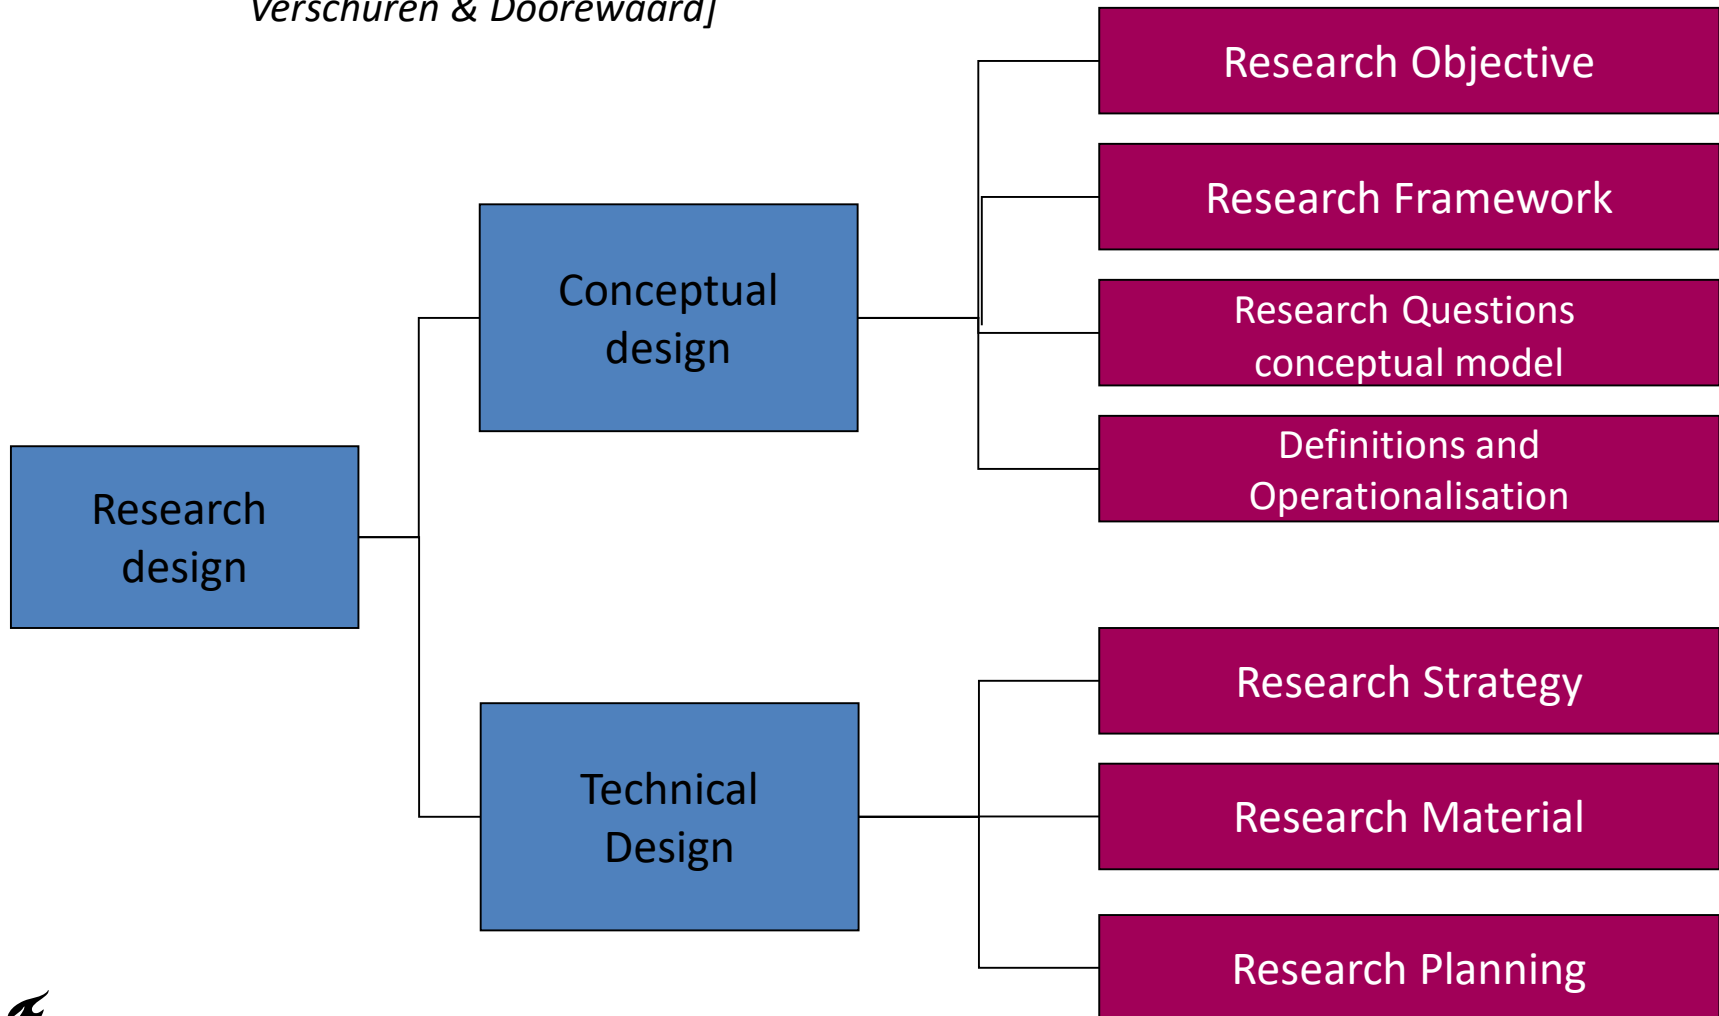 Verschuren & Doorewaard]
Research Objective
Research Framework
Conceptual
design
Research Questions
conceptual model
Definitions and
Operationalisation
Research
design
Research Strategy
Technical
Design
Research Material
Research Planning